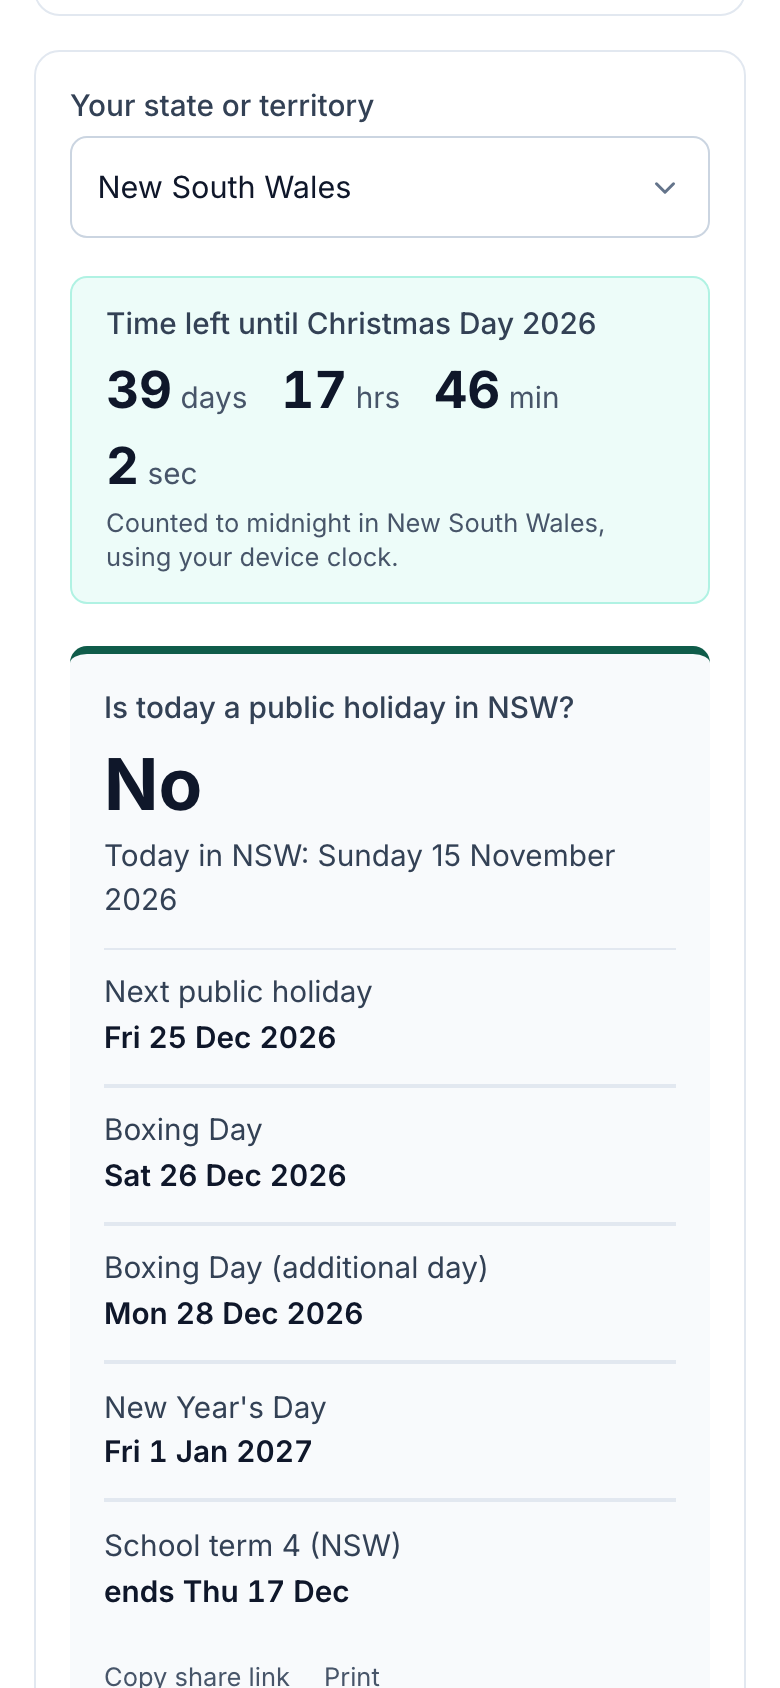 Your state or territory
New South Wales
Time left until Christmas Day 2026
39 days 17 hrs 46 min
2 sec
Counted to midnight in New South Wales,
using your device clock.
Is today a public holiday in NSW?
No
Today in NSW: Sunday 15 November
2026
Next public holiday
Fri 25 Dec 2026
Boxing Day
Sat 26 Dec 2026
Boxing Day (additional day)
Mon 28 Dec 2026
New Year's Day
Fri 1 Jan 2027
School term 4 (NSW)
ends Thu 17 Dec
Copy share link Print